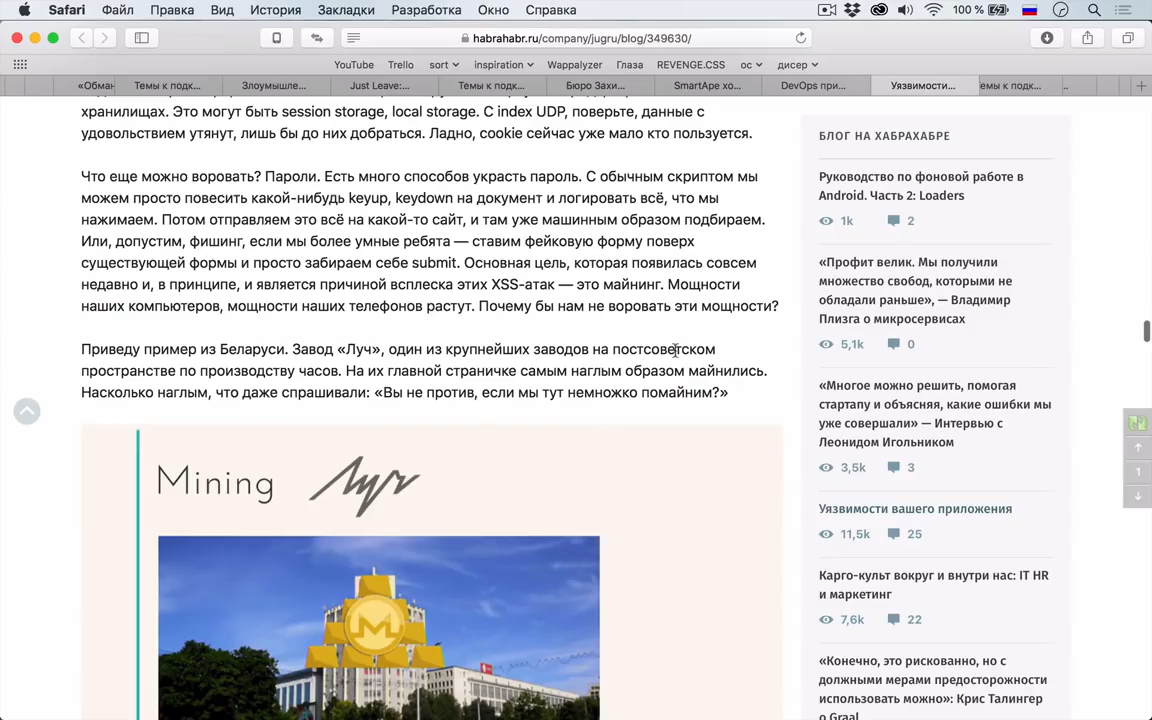 Safari Файл Правка Вид История Закладки Разработка Окно Справка 100 %
habrahabr.ru/company/jugru/blog/349630/
YouTube Trello sort inspiration Wappalyzer Глаза REVENGE.CSS ос дисер
«Обман Темы к подк... Злоумышле... Just Leave:... Темы к подк... Бюро Захи... SmartApe хо... DevOps при... Уязвимости... емы к подк... ..
хранилищах. Это могут быть session storage, local storage. С index UDP, поверьте, данные с
удовольствием утянут, лишь бы до них добраться. Ладно, cookie сейчас уже мало кто пользуется.
Что еще можно воровать? Пароли. Есть много способов украсть пароль. С обычным скриптом мы
можем просто повесить какой-нибудь keyup, keydown на документ и логировать всё, что мы
нажимаем. Потом отправляем это всё на какой-то сайт, и там уже машинным образом подбираем.
Или, допустим, фишинг, если мы более умные ребята — ставим фейковую форму поверх
существующей формы и просто забираем себе submit. Основная цель, которая появилась совсем
недавно и, в принципе, и является причиной всплеска этих XSS-атак — это майнинг. Мощности
наших компьютеров, мощности наших телефонов растут. Почему бы нам не воровать эти мощности?
Приведу пример из Беларуси. Завод «Луч», один из крупнейших заводов на постсоветском
пространстве по производству часов. На их главной страничке самым наглым образом майнились.
Насколько наглым, что даже спрашивали: «Вы не против, если мы тут немножко помайним?»
Mining Луч
БЛОГ НА ХАБРАХАБРЕ
Руководство по фоновой работе в
Android. Часть 2: Loaders
1k 2
«Профит велик. Мы получили
множество свобод, которыми не
обладали раньше», — Владимир
Плизга о микросервисах
5,1k 0
«Многое можно решить, помогая
стартапу и объясняя, какие ошибки мы
уже совершали» — Интервью с
Леонидом Игольником
3,5k 3
Уязвимости вашего приложения
11,5k 25
Карго-культ вокруг и внутри нас: IT HR
и маркетинг
7,6k 22
«Конечно, это рискованно, но с
должными мерами предосторожности
использовать можно»: Крис Талингер
о Graal
1